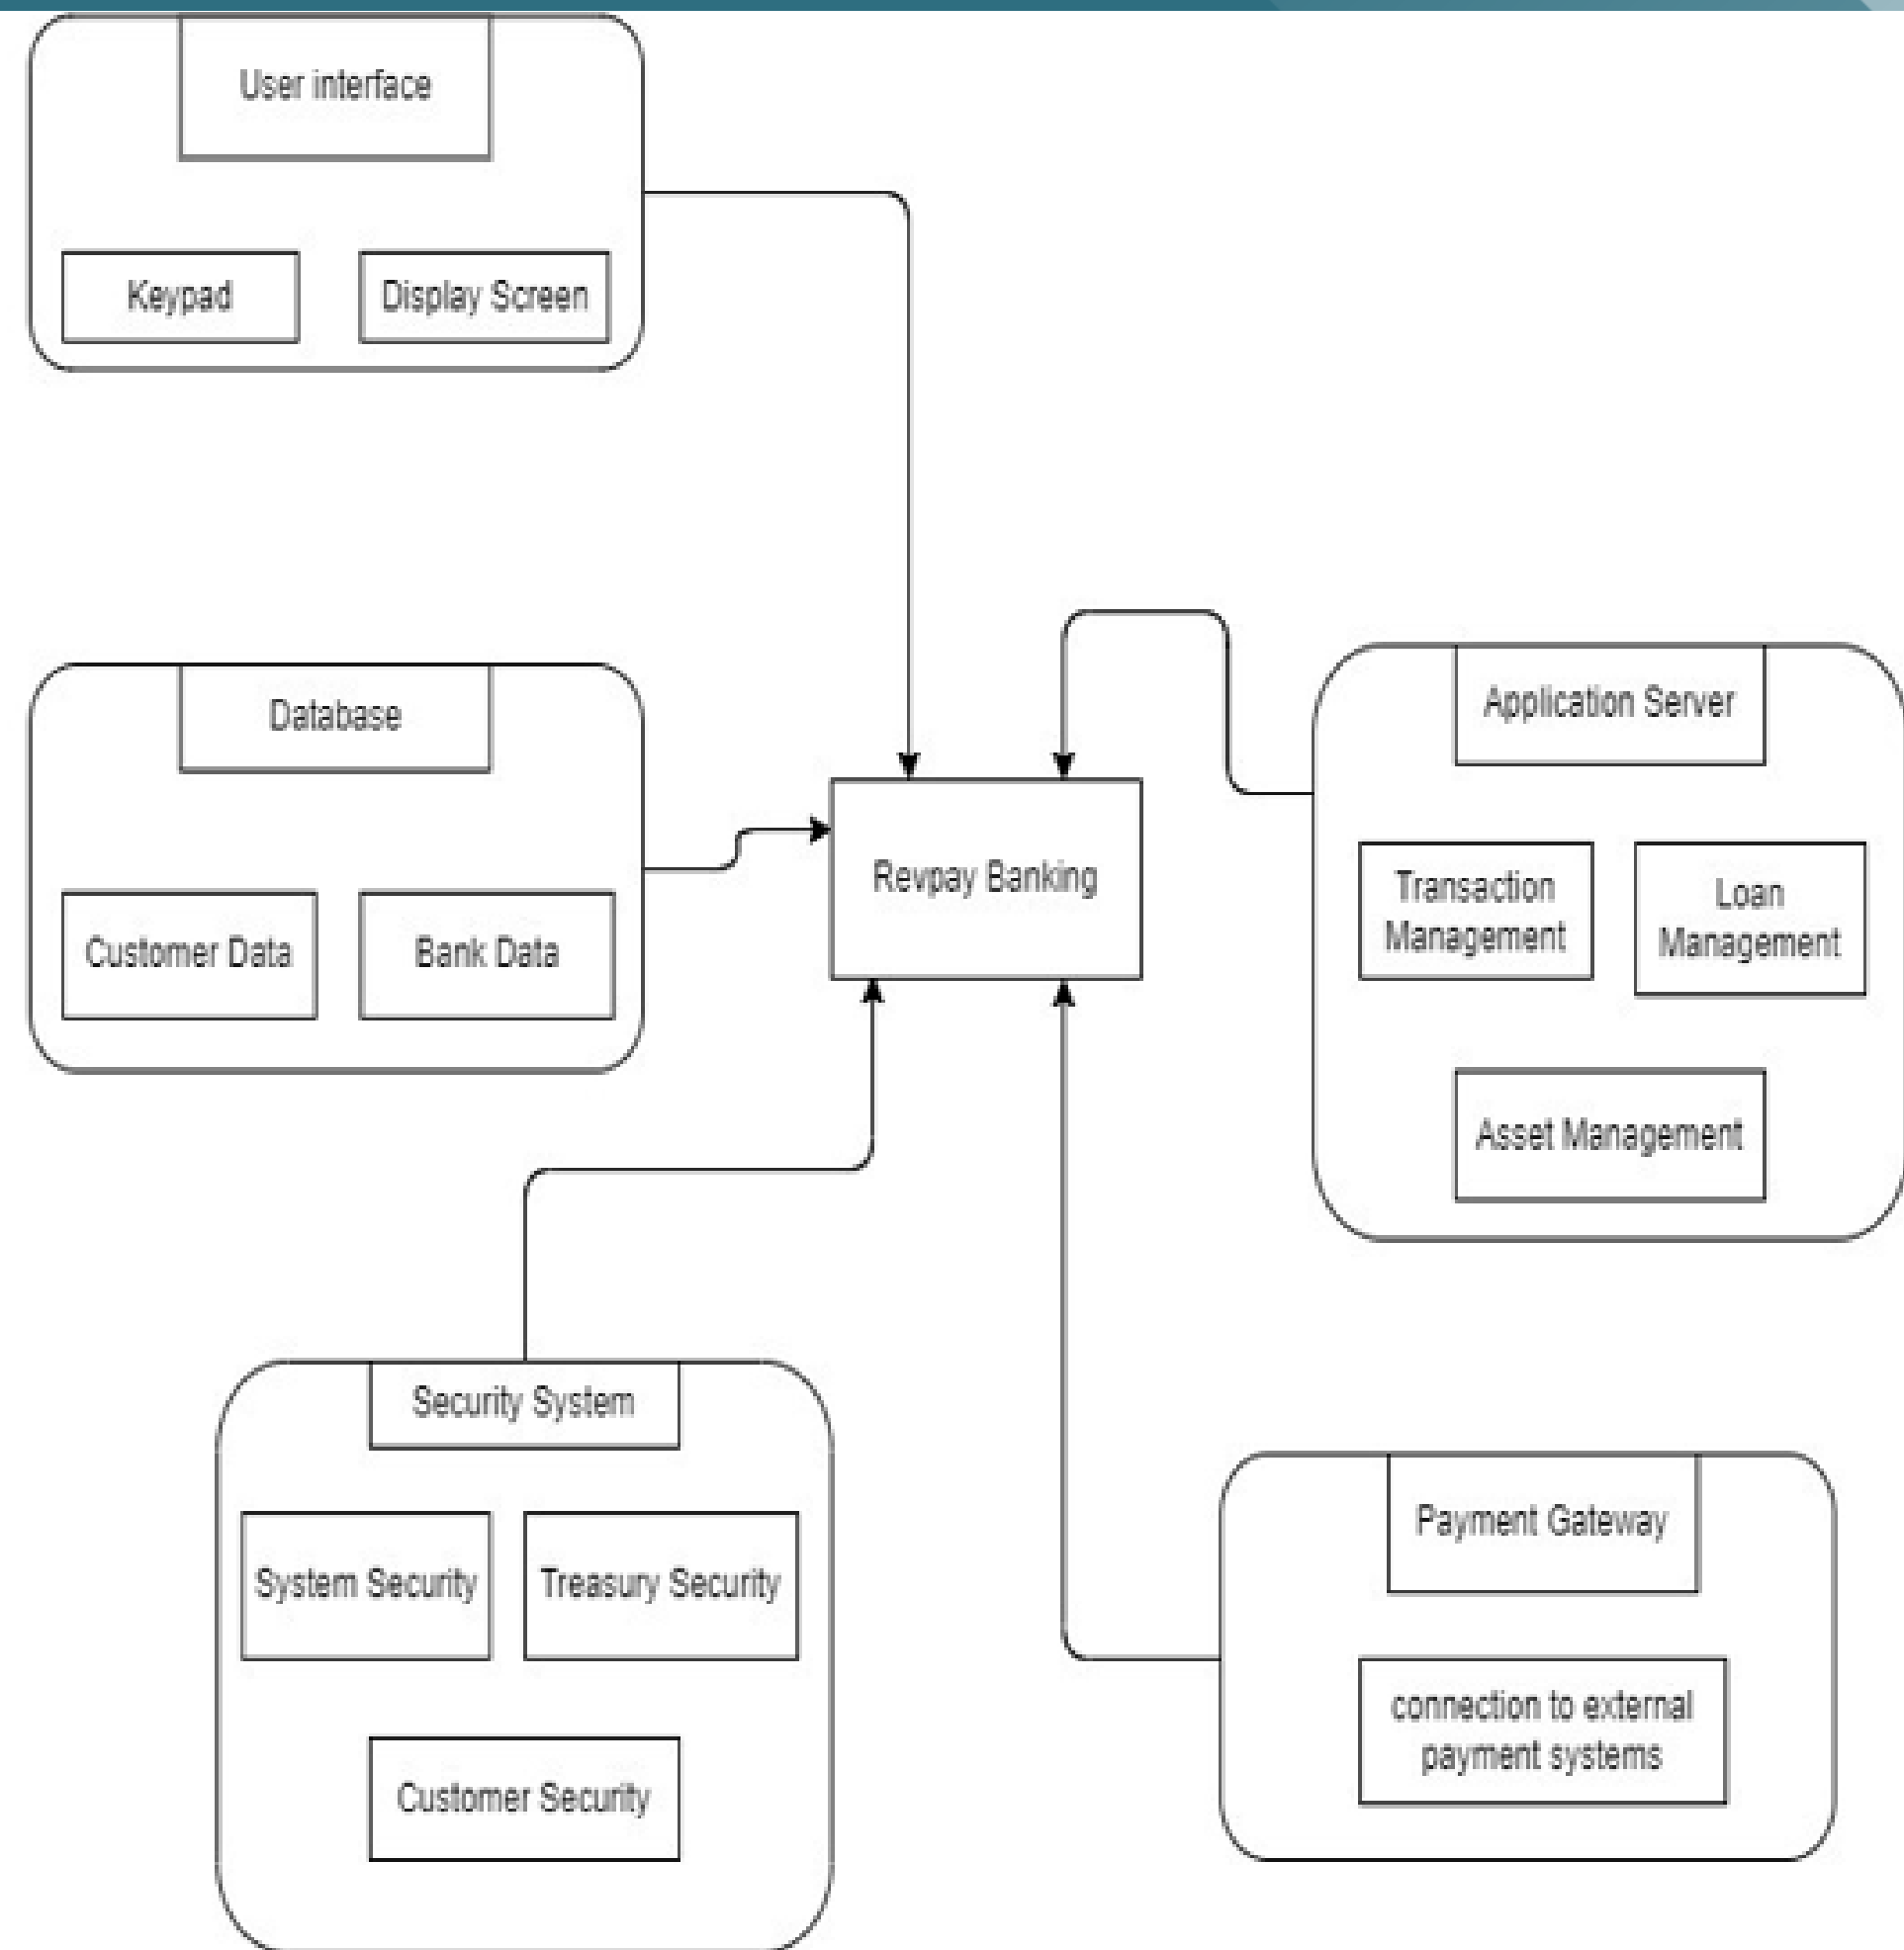 User interface
Keypad
Display Screen
Database
Customer Data
Bank Data
Revpay Banking
Application Server
Transaction
Management
Loan
Management
Asset Management
Security System
System Security
Treasury Security
Customer Security
Payment Gateway
connection to external
payment systems